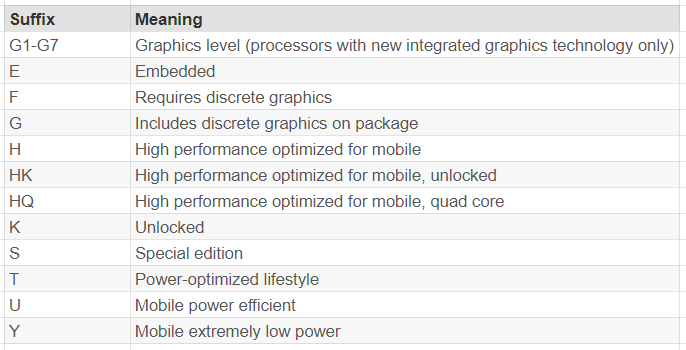 Suffix Meaning
G1-G7 Graphics level (processors with new integrated graphics technology only)
E Embedded
F Requires discrete graphics
G Includes discrete graphics on package
H High performance optimized for mobile
HK High performance optimized for mobile, unlocked
HQ High performance optimized for mobile, quad core
K Unlocked
S Special edition
T Power-optimized lifestyle
U Mobile power efficient
Y Mobile extremely low power